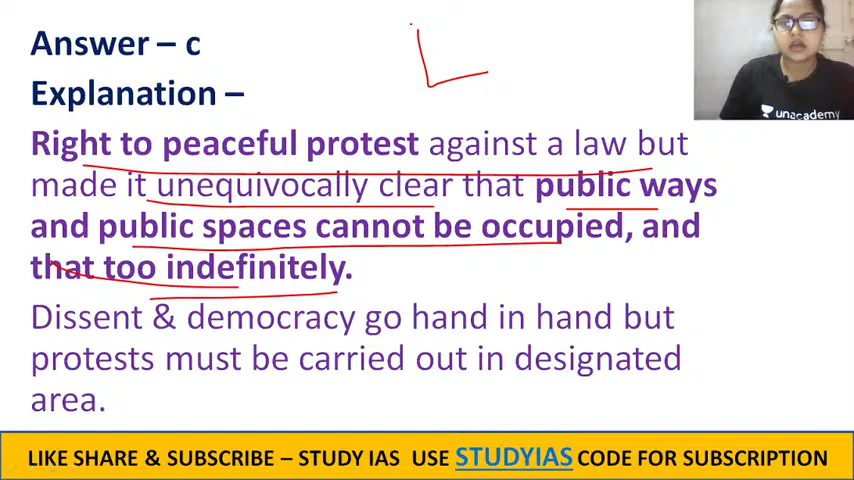 Answer – c
Explanation –
Right to peaceful protest against a law but
made it unequivocally clear that public ways
and public spaces cannot be occupied, and
that too indefinitely.
Dissent & democracy go hand in hand but
protests must be carried out in designated
area.
unacademy
LIKE SHARE & SUBSCRIBE – STUDY IAS USE STUDYIAS CODE FOR SUBSCRIPTION